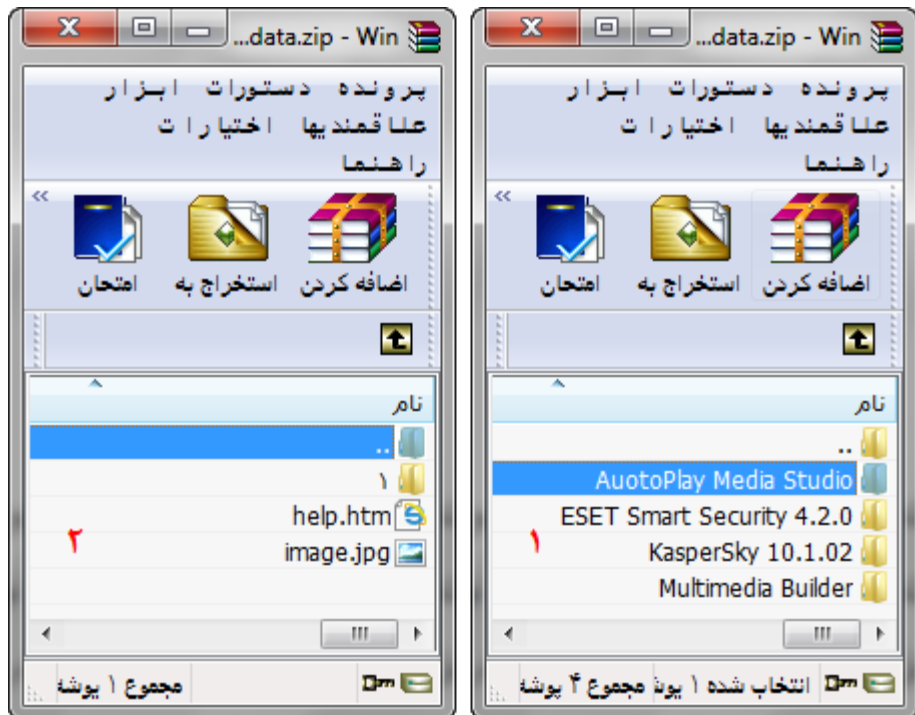 ...data.zip - Win
پرونده دستورات ابزار
علاقمندیها اختیارات
راهنما
اضافه کردن استخراج به امتحان
نام
..
AuotoPlay Media Studio
ESET Smart Security 4.2.0
KasperSky 10.1.02
Multimedia Builder
۱
انتخاب شده ۱ پوشه مجموع ۴ پوشه
...data.zip - Win
پرونده دستورات ابزار
علاقمندیها اختیارات
راهنما
اضافه کردن استخراج به امتحان
نام
..
۱
help.htm
image.jpg
۲
مجموع ۱ پوشه